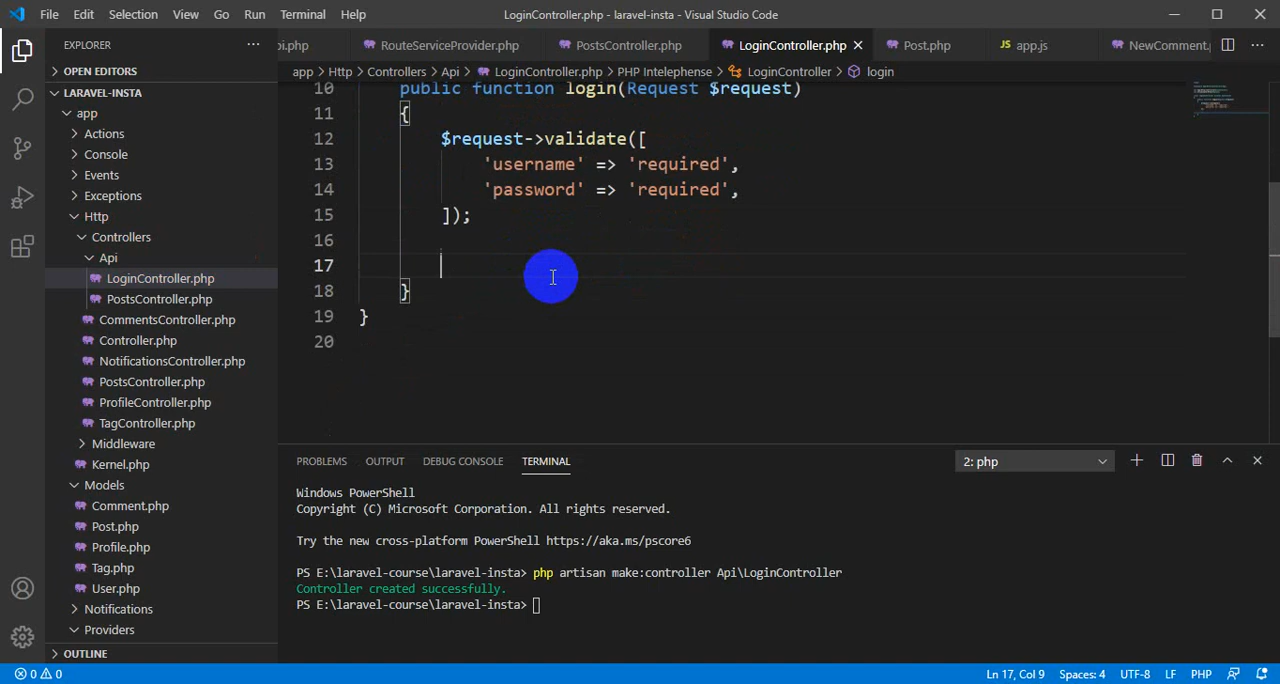 File Edit Selection View Go Run Terminal Help LoginController.php - laravel-insta - Visual Studio Code
EXPLORER
pi.php RouteServiceProvider.php PostsController.php LoginController.php Post.php JS app.js NewComment.p
OPEN EDITORS
app > Http > Controllers > Api > LoginController.php > PHP Intelephense > LoginController > login
LARAVEL-INSTA
app
Actions
Console
Events
Exceptions
Http
Controllers
Api
LoginController.php
PostsController.php
CommentsController.php
Controller.php
NotificationsController.php
PostsController.php
ProfileController.php
TagController.php
Middleware
Kernel.php
Models
Comment.php
Post.php
Profile.php
Tag.php
User.php
Notifications
Providers
OUTLINE
10 public function login(Request $request)
11 {
12 $request->validate([
13 'username' => 'required',
14 'password' => 'required',
15 ]);
16
17
18 }
19 }
20
PROBLEMS OUTPUT DEBUG CONSOLE TERMINAL 2: php
Windows PowerShell
Copyright (C) Microsoft Corporation. All rights reserved.
Try the new cross-platform PowerShell https://aka.ms/pscore6
PS E:\laravel-course\laravel-insta> php artisan make:controller Api\LoginController
Controller created successfully.
PS E:\laravel-course\laravel-insta>
0 0 Ln 17, Col 9 Spaces: 4 UTF-8 LF PHP